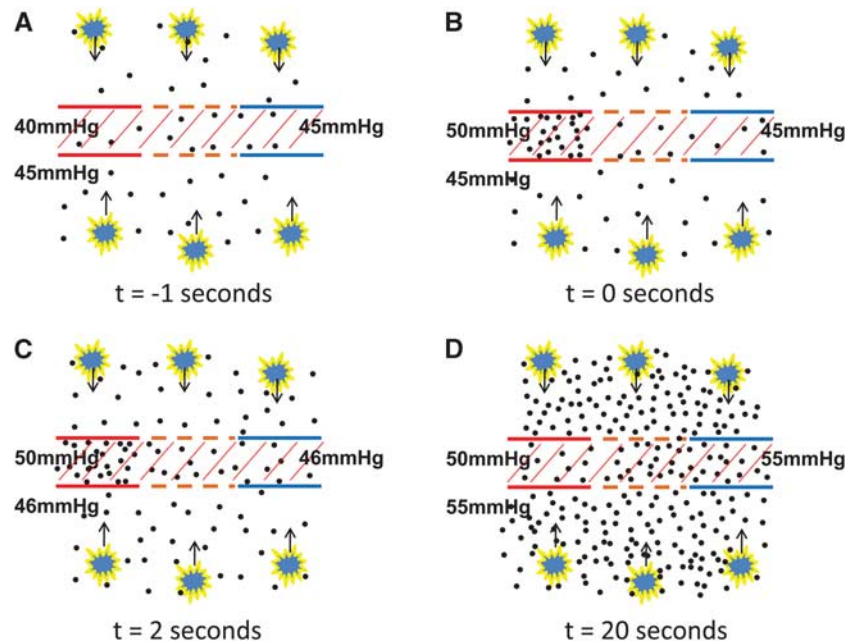 A
40mmHg 45mmHg
45mmHg
t = -1 seconds
B
50mmHg 45mmHg
45mmHg
t = 0 seconds
C
50mmHg 46mmHg
46mmHg
t = 2 seconds
D
50mmHg 55mmHg
55mmHg
t = 20 seconds